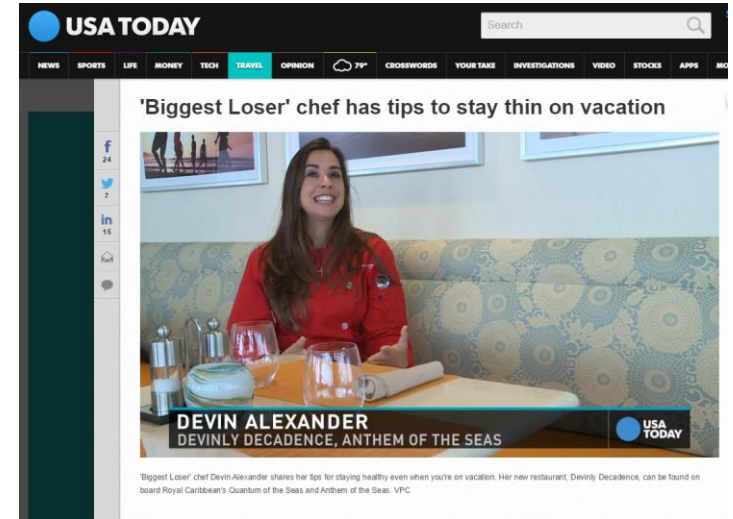 USA TODAY
Search
NEWS SPORTS LIFE MONEY TECH TRAVEL OPINION 79° CROSSWORDS YOUR TAKE INVESTIGATIONS VIDEO STOCKS APPS MO
'Biggest Loser' chef has tips to stay thin on vacation
f
24
7
in
15
DEVIN ALEXANDER
DEVINLY DECADENCE, ANTHEM OF THE SEAS
USA
TODAY
'Biggest Loser' chef Devin Alexander shares her tips for staying healthy even when you're on vacation. Her new restaurant, Devinly Decadence, can be found on
board Royal Caribbean's Quantum of the Seas and Anthem of the Seas. VPC